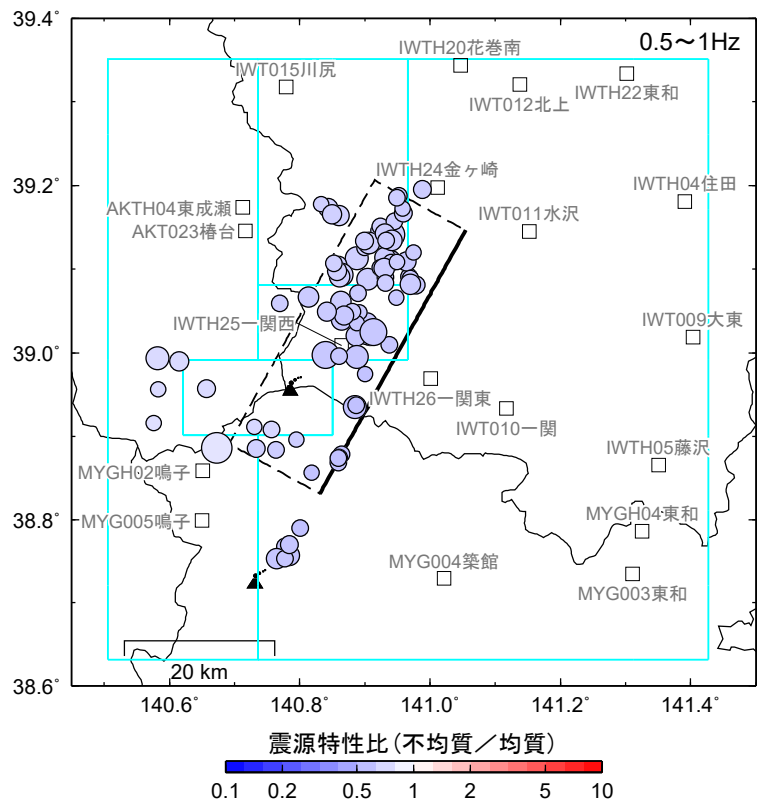 39.4˚
0.5～1Hz
IWTH20花巻南
IWT015川尻
IWTH22東和
IWT012北上
39.2˚
IWTH24金ヶ崎
IWTH04住田
AKTH04東成瀬
IWT011水沢
AKT023椿台
IWTH25一関西
IWT009大東
39.0˚
IWTH26一関東
IWT010一関
IWTH05藤沢
MYGH02鳴子
38.8˚
MYG005鳴子
MYGH04東和
MYG004築館
MYG003東和
20 km
38.6˚
140.6˚ 140.8˚ 141.0˚ 141.2˚ 141.4˚
震源特性比（不均質／均質）
0.1 0.2 0.5 1 2 5 10